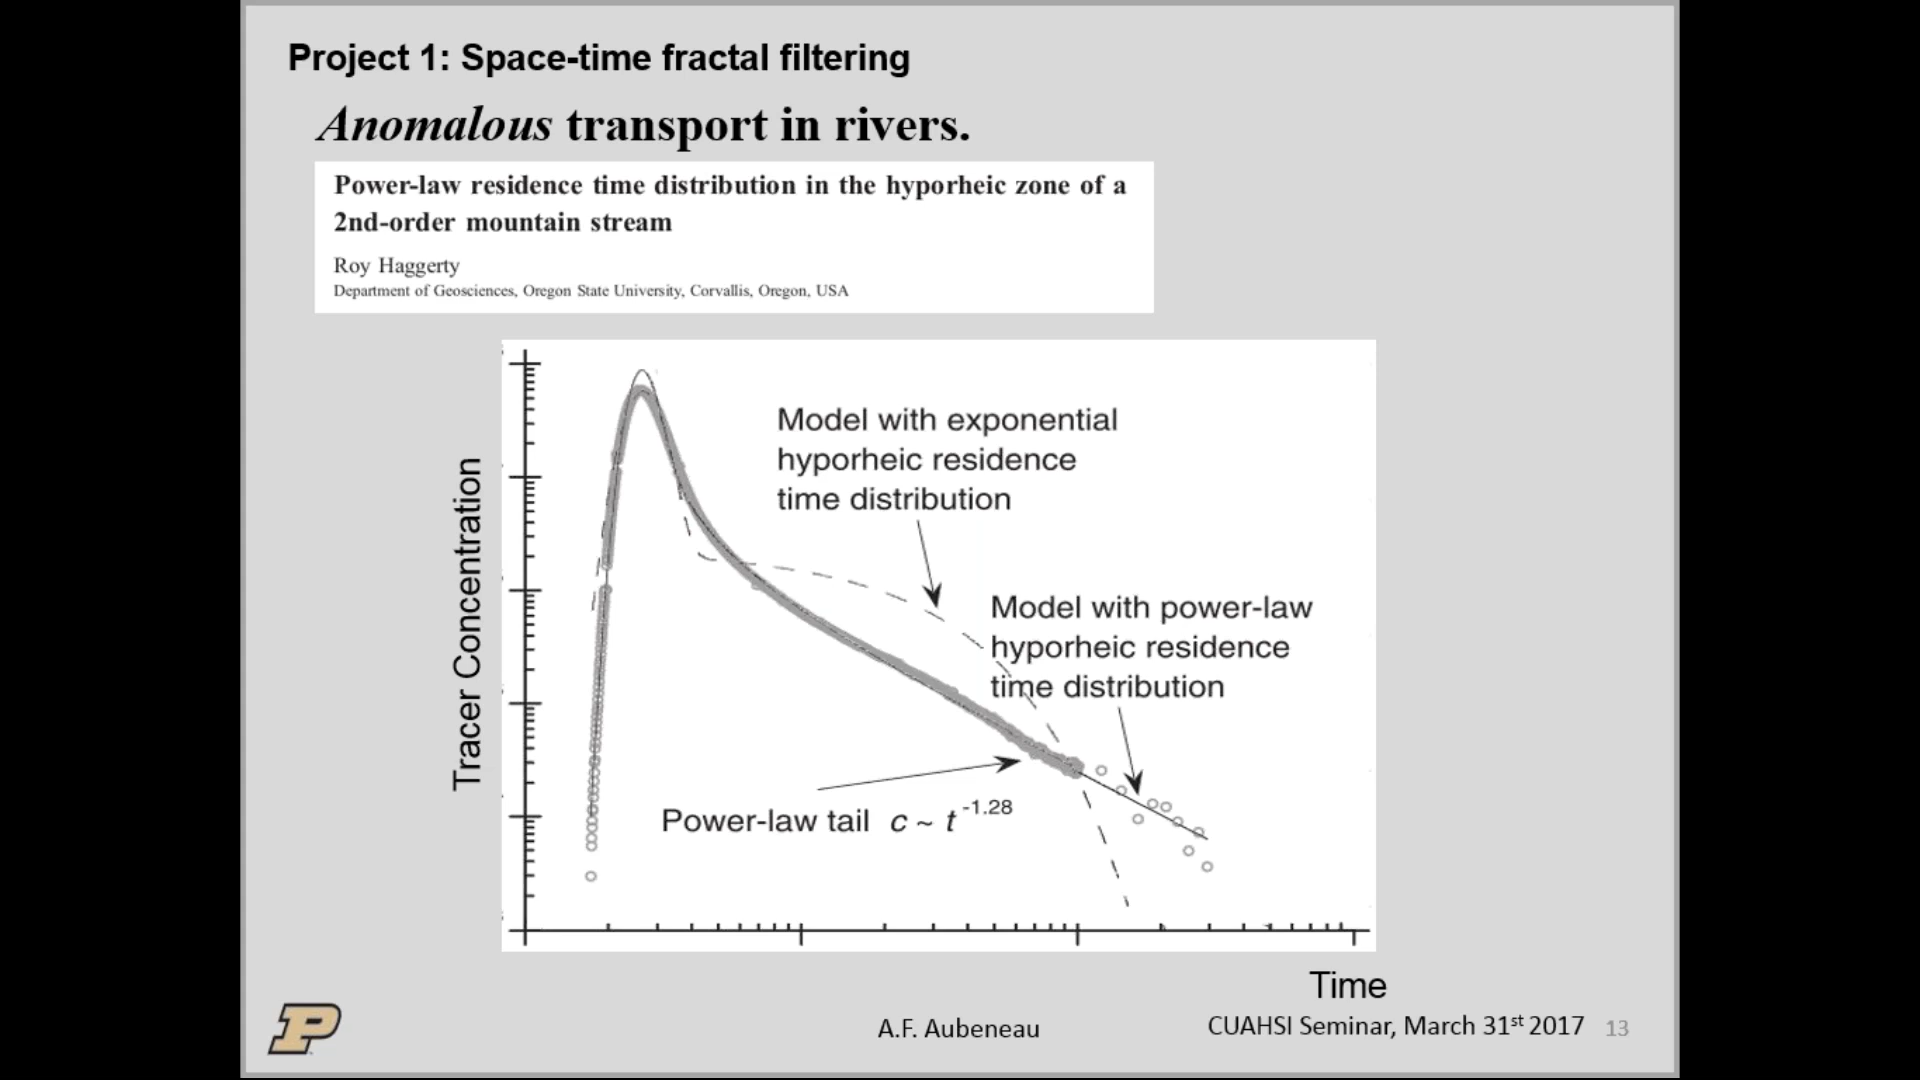 Project 1: Space-time fractal filtering
Anomalous transport in rivers.
Power-law residence time distribution in the hyporheic zone of a
2nd-order mountain stream
Roy Haggerty
Department of Geosciences, Oregon State University, Corvallis, Oregon, USA
Model with exponential
hyporheic residence
time distribution
Model with power-law
hyporheic residence
time distribution
Power-law tail c ~ t^-1.28
Tracer Concentration
Time
P
A.F. Aubeneau
CUAHSI Seminar, March 31st 2017
13